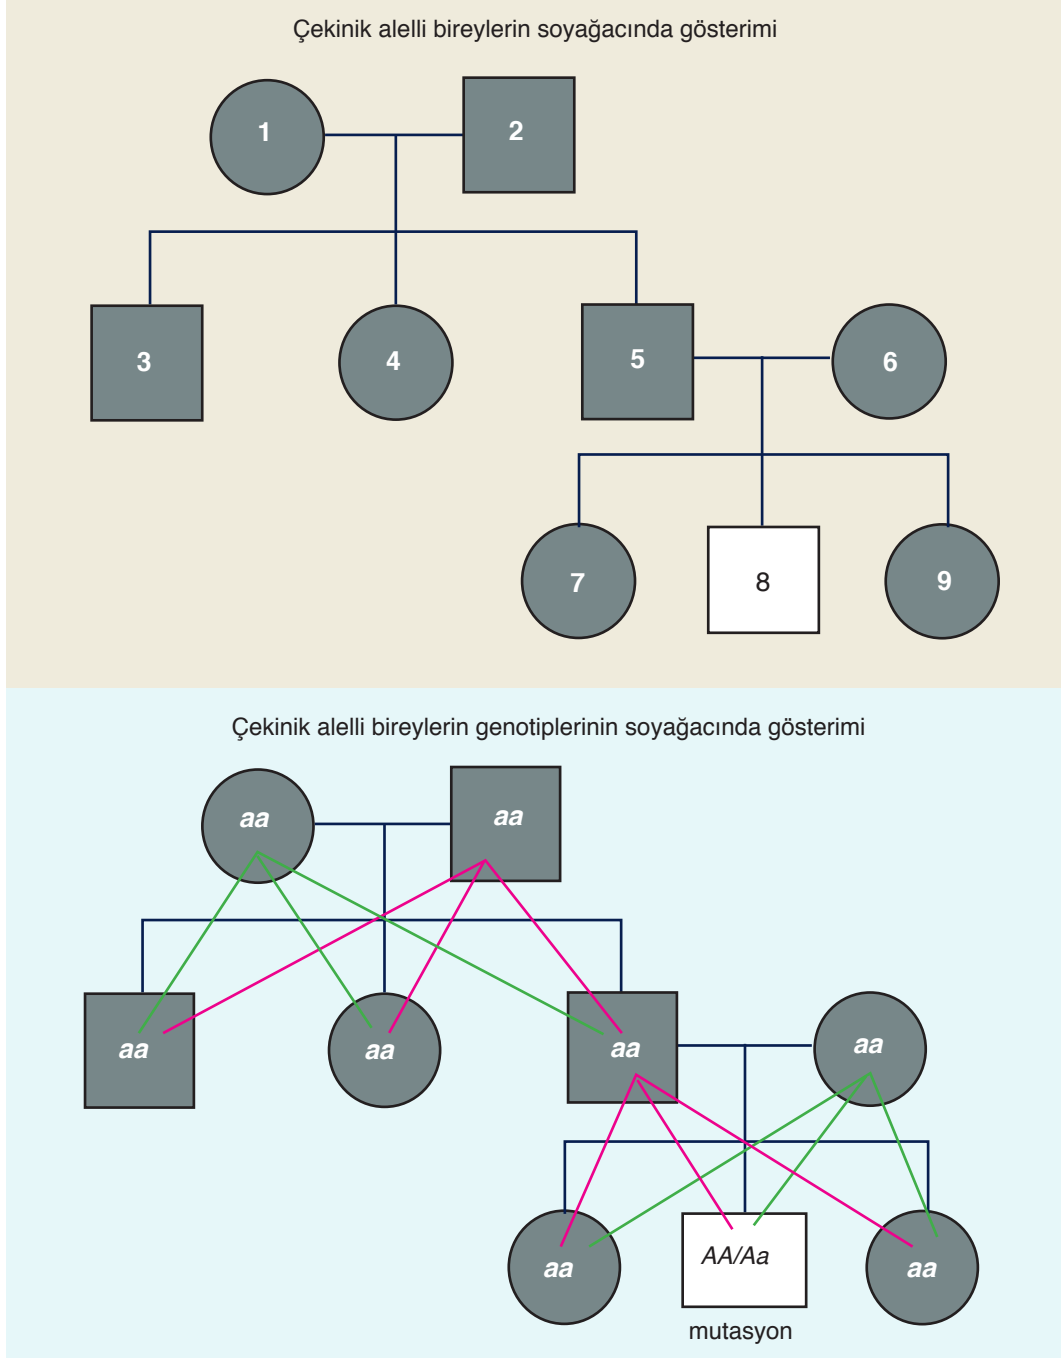 Çekinik alelli bireylerin soyağacında gösterimi
1
2
3
4
5
6
7
8
9
Çekinik alelli bireylerin genotiplerinin soyağacında gösterimi
aa
aa
aa
aa
aa
aa
aa
AA/Aa
aa
mutasyon